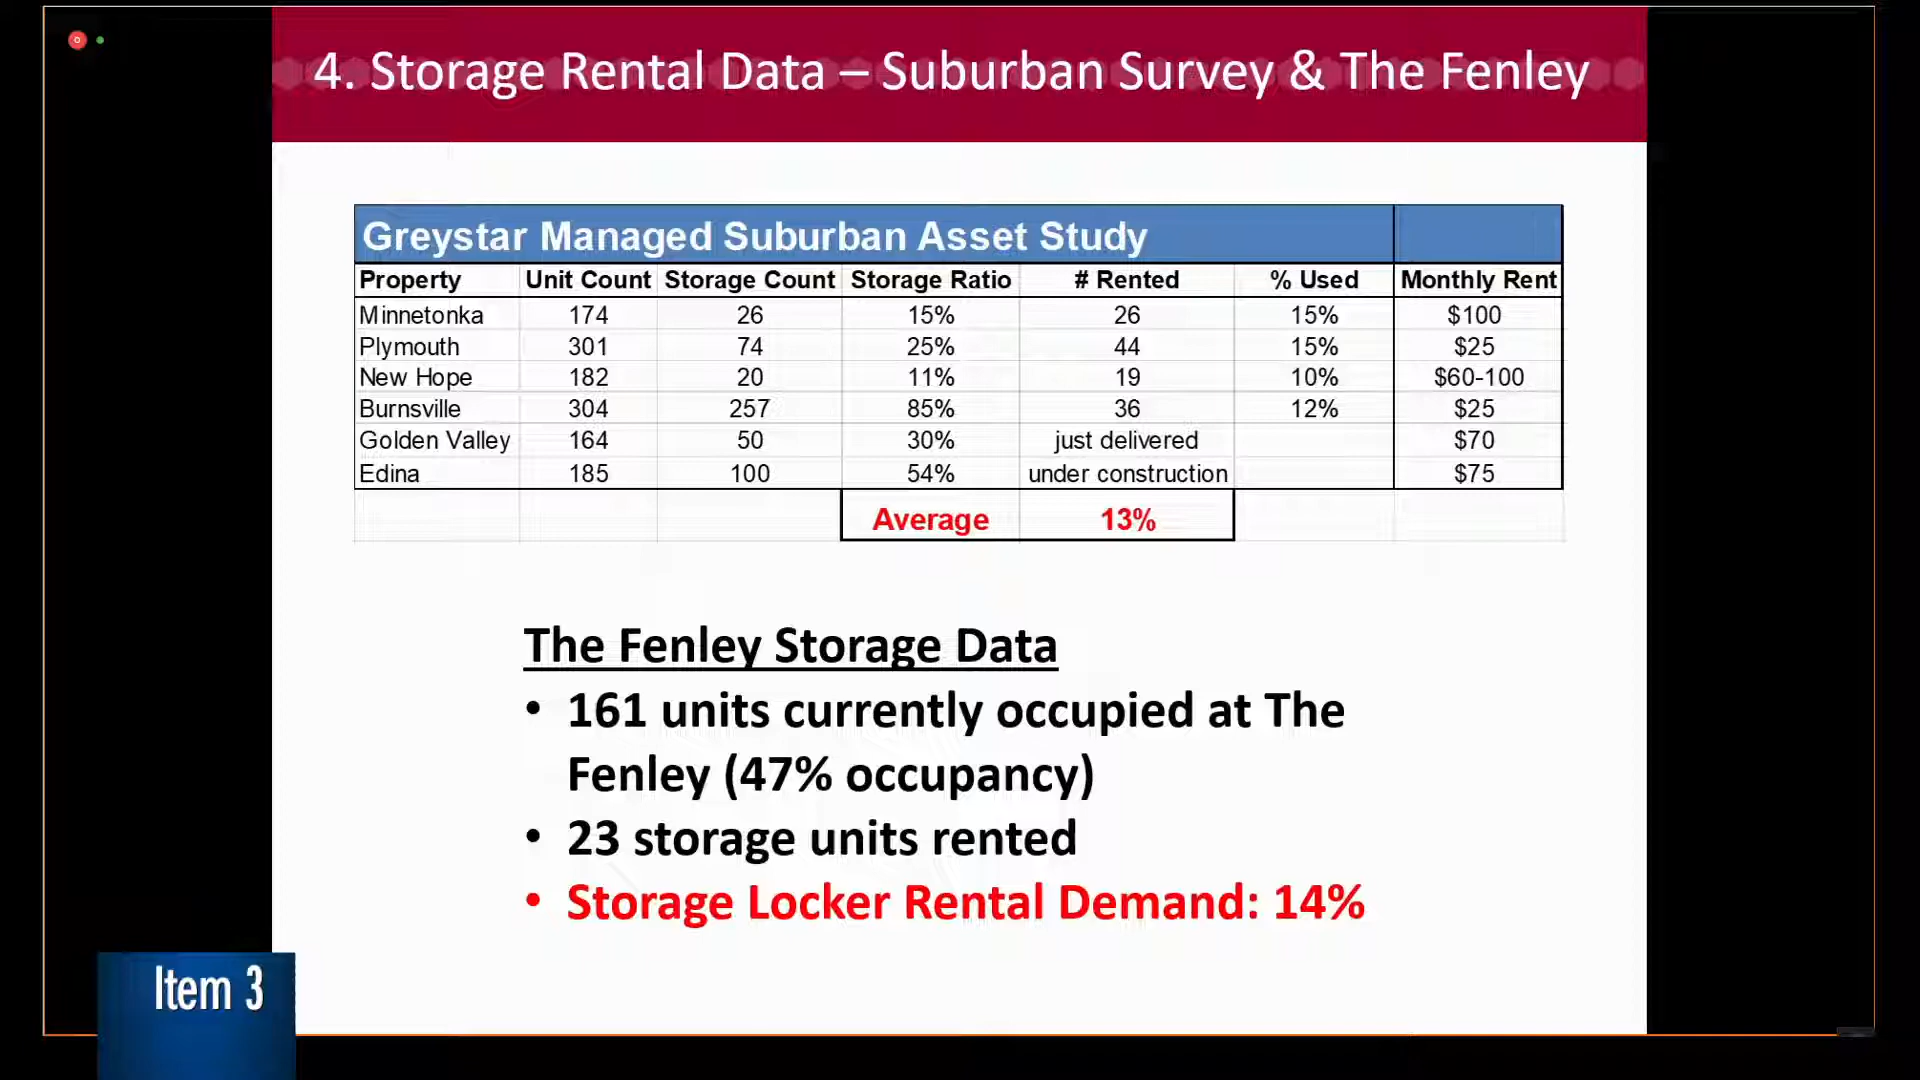 4. Storage Rental Data – Suburban Survey & The Fenley
Greystar Managed Suburban Asset Study
Property Unit Count Storage Count Storage Ratio # Rented % Used Monthly Rent
Minnetonka 174 26 15% 26 15% $100
Plymouth 301 74 25% 44 15% $25
New Hope 182 20 11% 19 10% $60-100
Burnsville 304 257 85% 36 12% $25
Golden Valley 164 50 30% just delivered $70
Edina 185 100 54% under construction $75
Average 13%
The Fenley Storage Data
• 161 units currently occupied at The
Fenley (47% occupancy)
• 23 storage units rented
• Storage Locker Rental Demand: 14%
Item 3